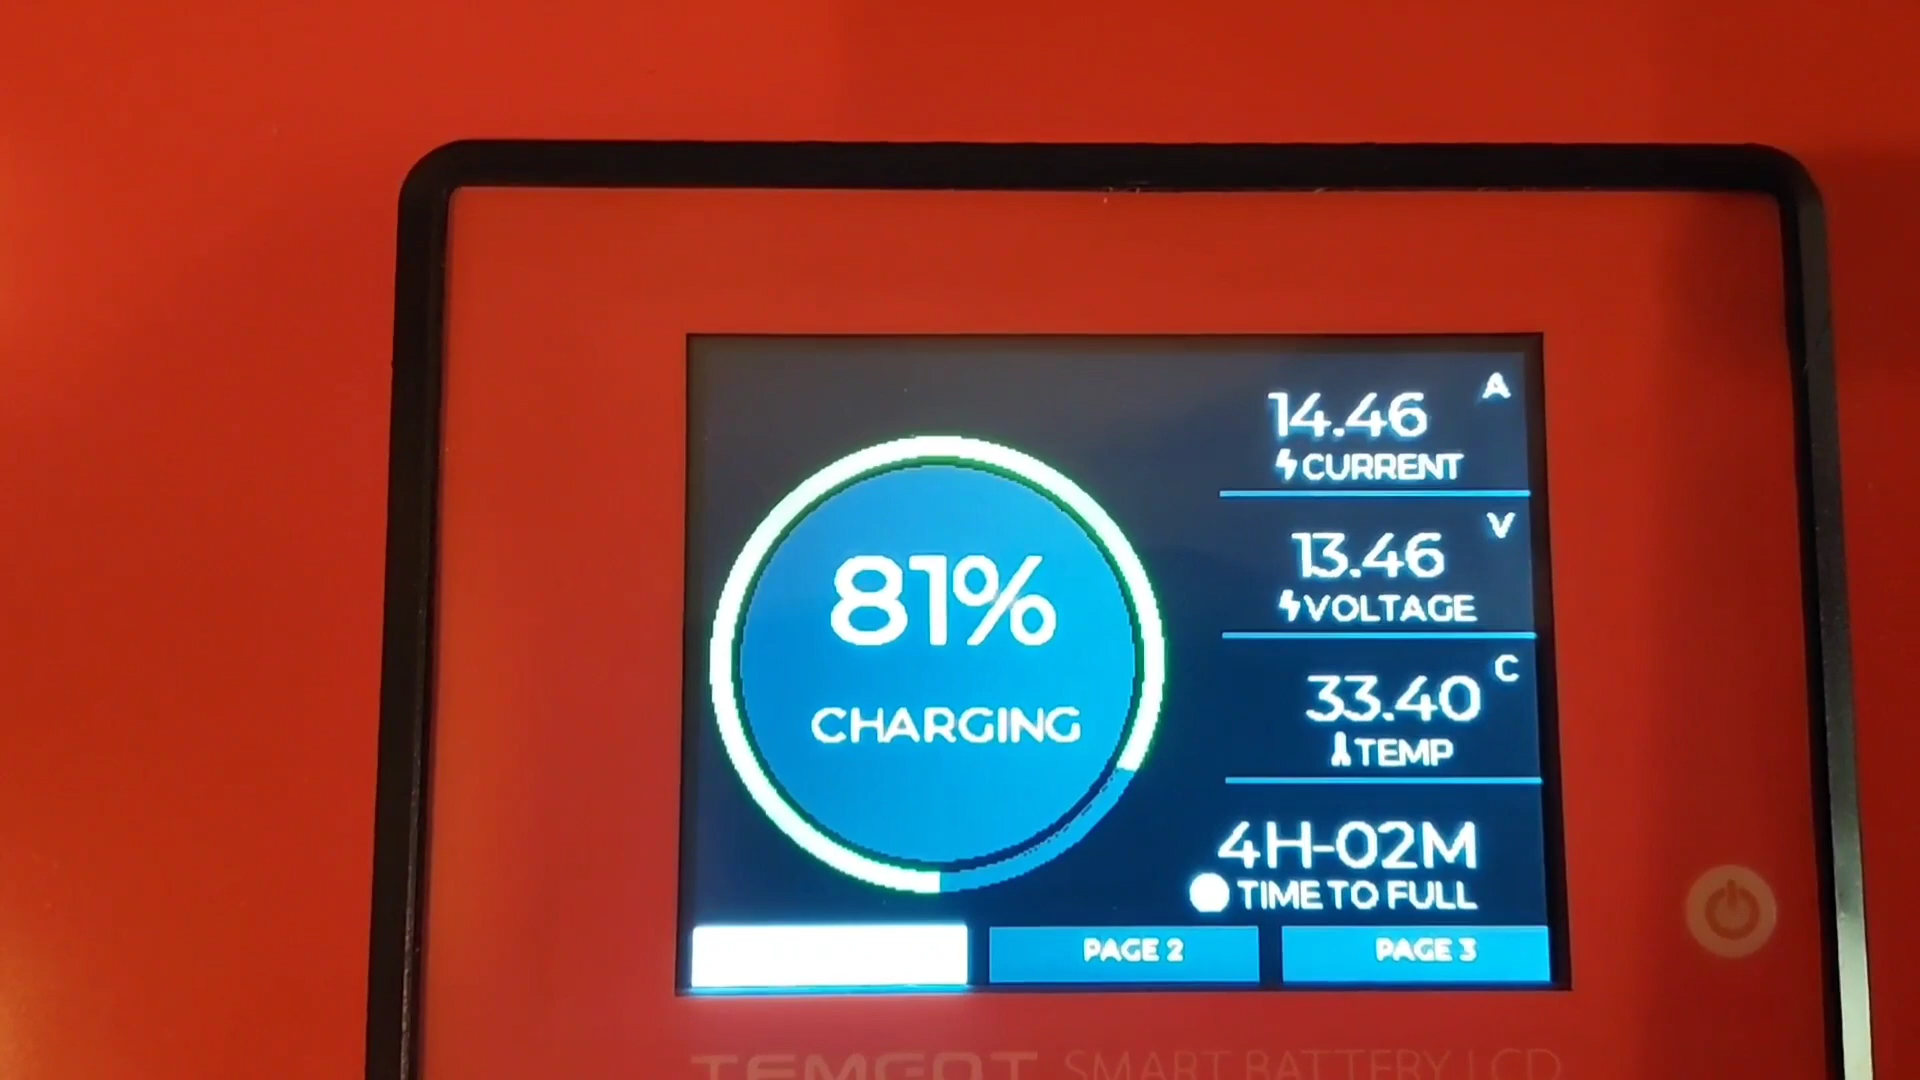 81%
CHARGING
14.46 A
CURRENT
13.46 V
VOLTAGE
33.40 C
TEMP
4H-02M
TIME TO FULL
PAGE 2
PAGE 3
TEMGOT SMART BATTERY LCD